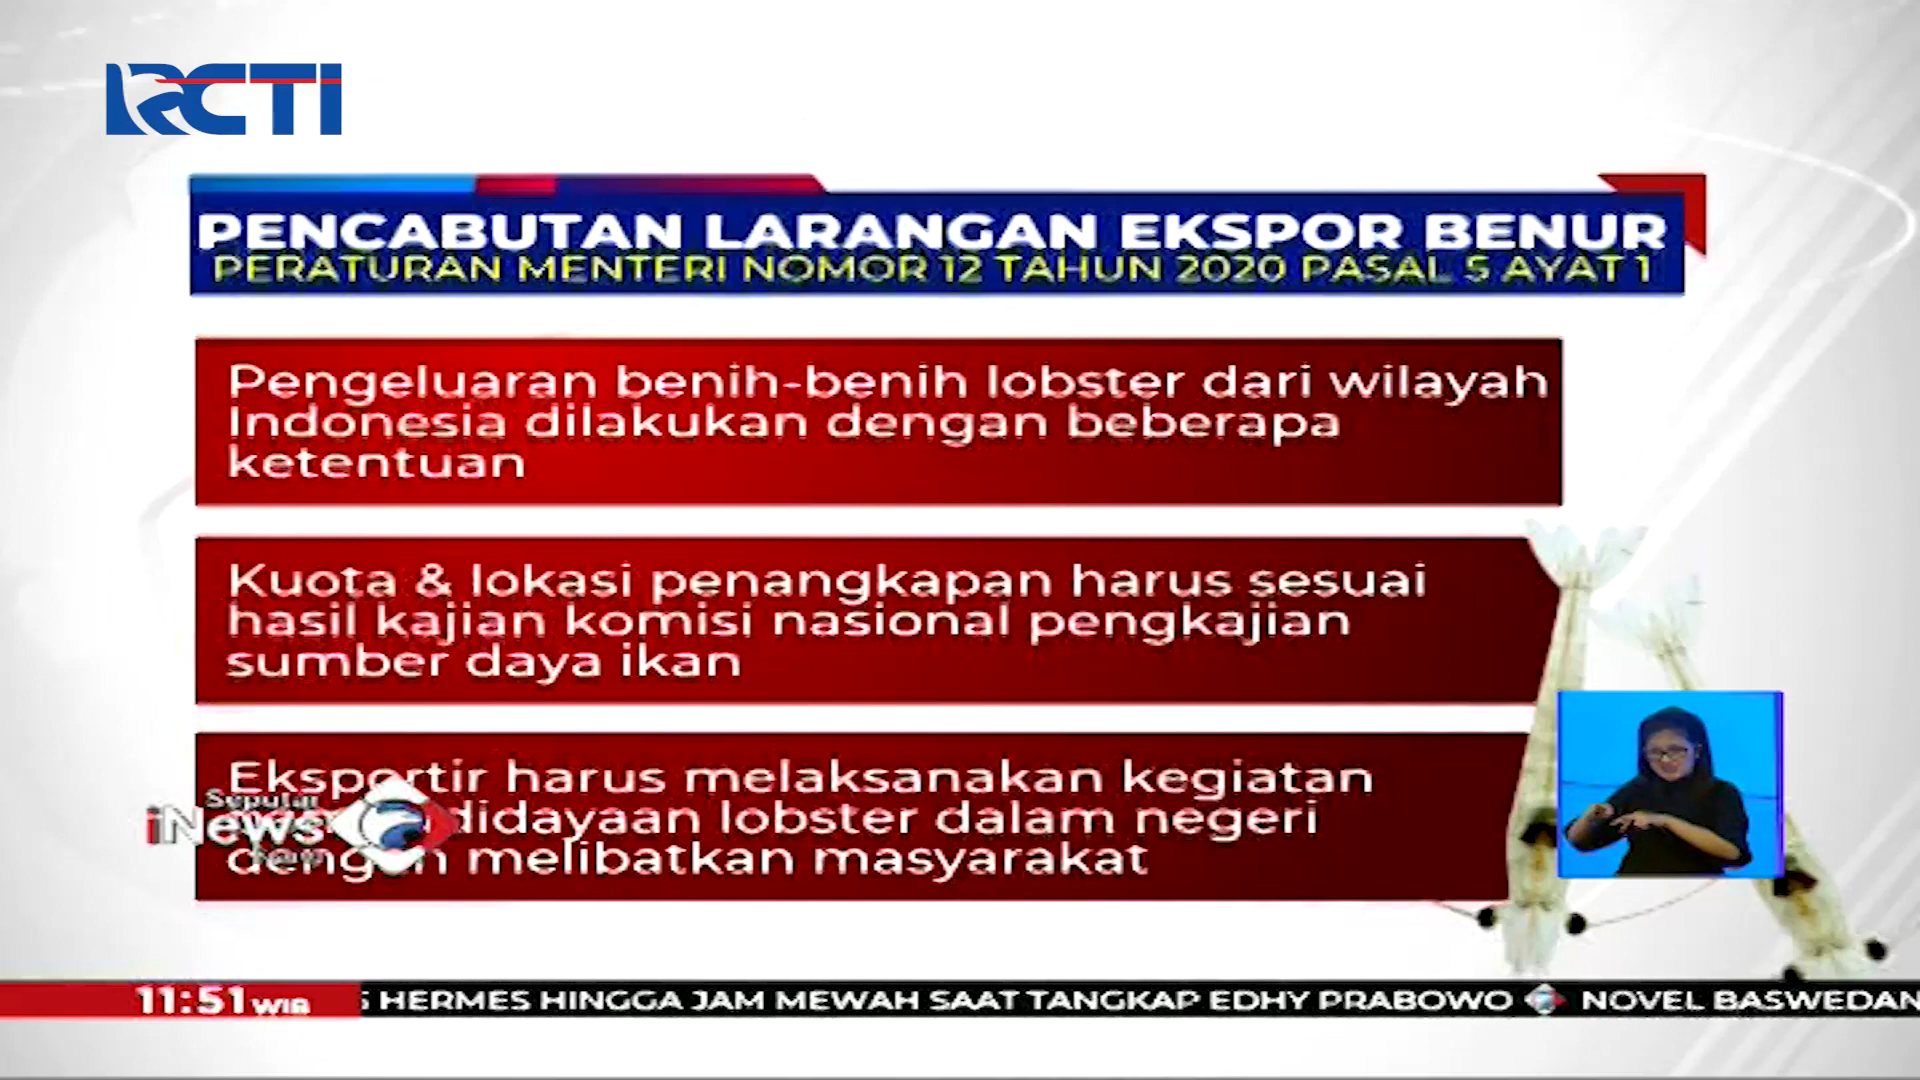 RCTI
PENCABUTAN LARANGAN EKSPOR BENUR
PERATURAN MENTERI NOMOR 12 TAHUN 2020 PASAL 5 AYAT 1
Pengeluaran benih-benih lobster dari wilayah
Indonesia dilakukan dengan beberapa
ketentuan
Kuota & lokasi penangkapan harus sesuai
hasil kajian komisi nasional pengkajian
sumber daya ikan
Eksportir harus melaksanakan kegiatan
lobster dalam negeri
dengan melibatkan masyarakat
Seputar
iNews
11:51 WIB
HERMES HINGGA JAM MEWAH SAAT TANGKAP EDHY PRABOWO NOVEL BASWEDAN